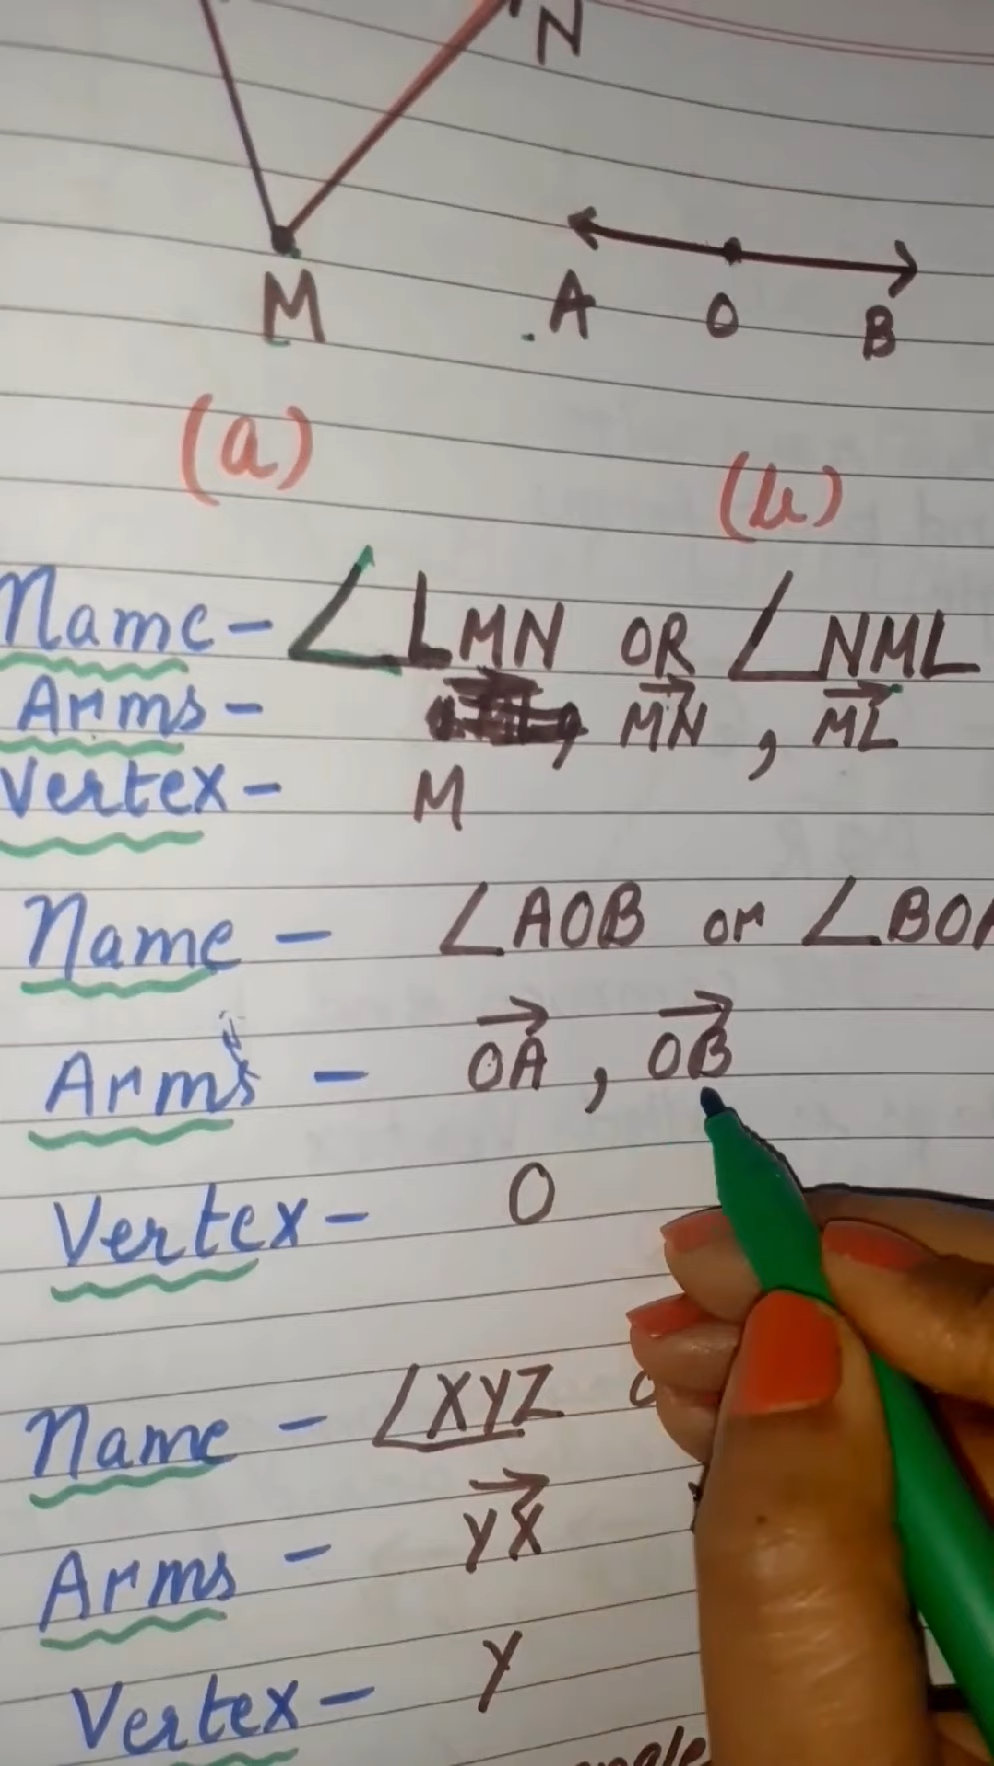 N
M A O B
(a) (b)
Name - ∠LMN OR ∠NML
Arms - MN, ML
Vertex - M
Name - ∠AOB or ∠BOA
Arms - OA, OB
Vertex - O
Name - ∠XYZ
Arms - YX
Vertex - Y